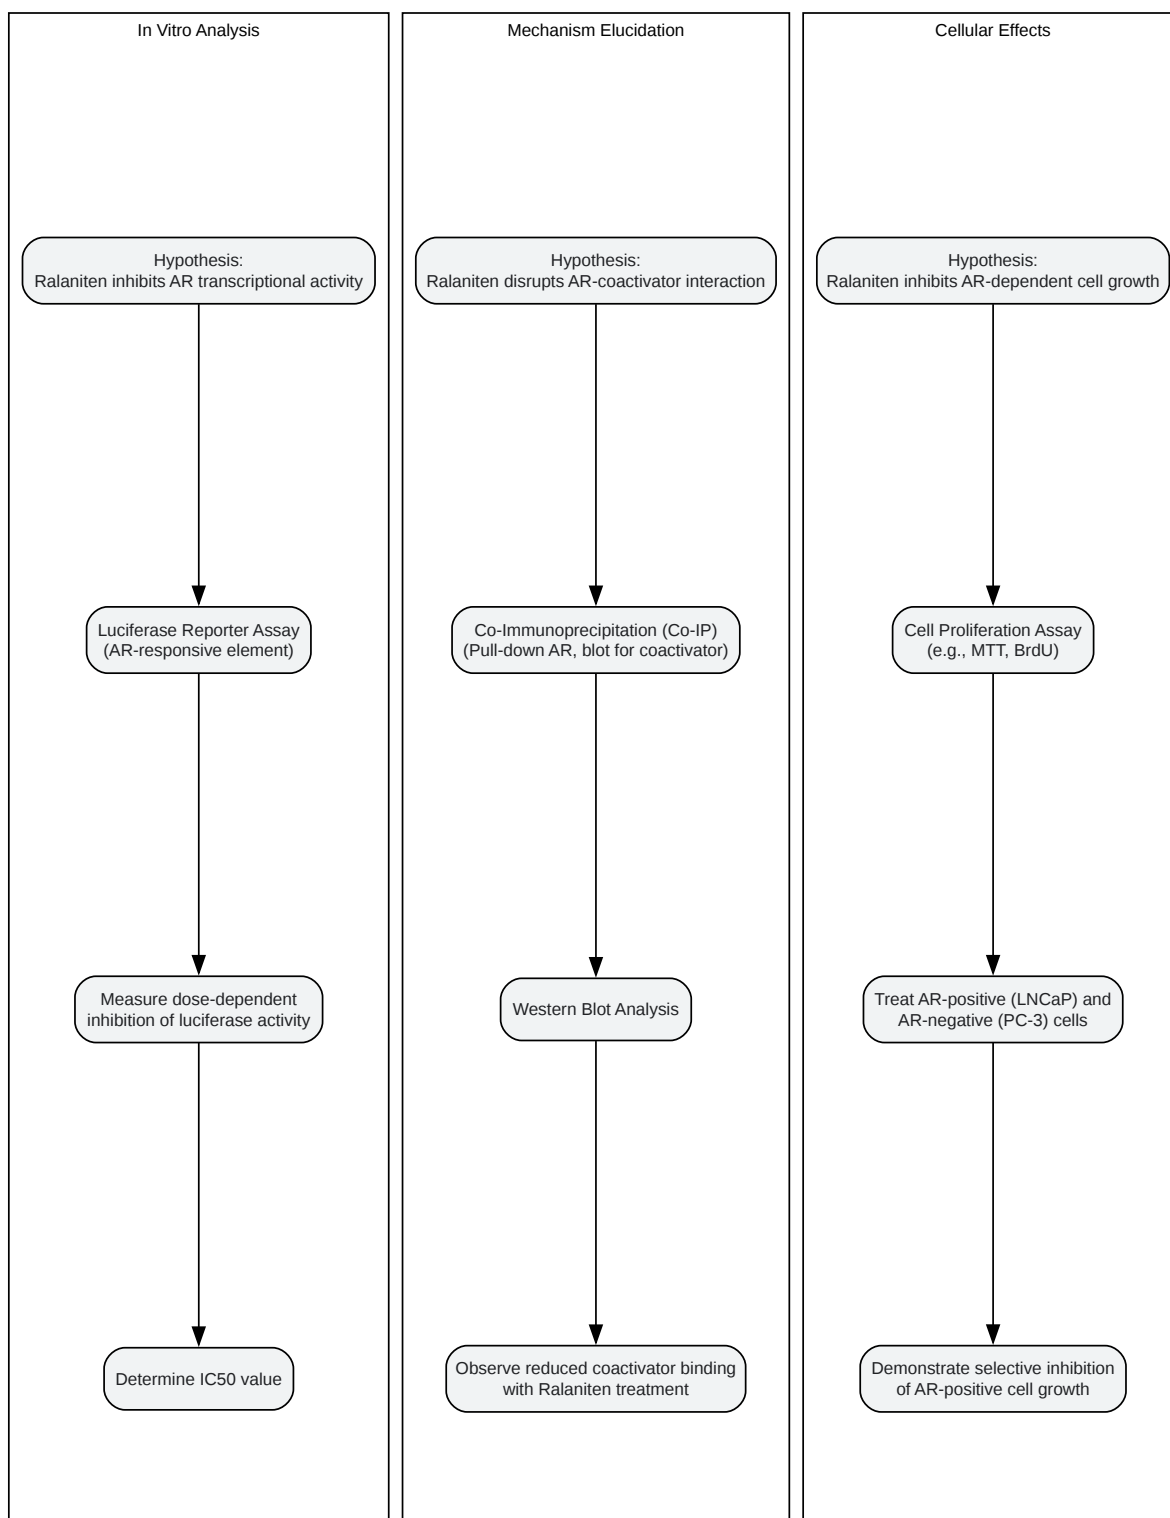 In Vitro Analysis
Hypothesis:
Ralaniten inhibits AR transcriptional activity
Luciferase Reporter Assay
(AR-responsive element)
Measure dose-dependent
inhibition of luciferase activity
Determine IC50 value
Mechanism Elucidation
Hypothesis:
Ralaniten disrupts AR-coactivator interaction
Co-Immunoprecipitation (Co-IP)
(Pull-down AR, blot for coactivator)
Western Blot Analysis
Observe reduced coactivator binding
with Ralaniten treatment
Cellular Effects
Hypothesis:
Ralaniten inhibits AR-dependent cell growth
Cell Proliferation Assay
(e.g., MTT, BrdU)
Treat AR-positive (LNCaP) and
AR-negative (PC-3) cells
Demonstrate selective inhibition
of AR-positive cell growth